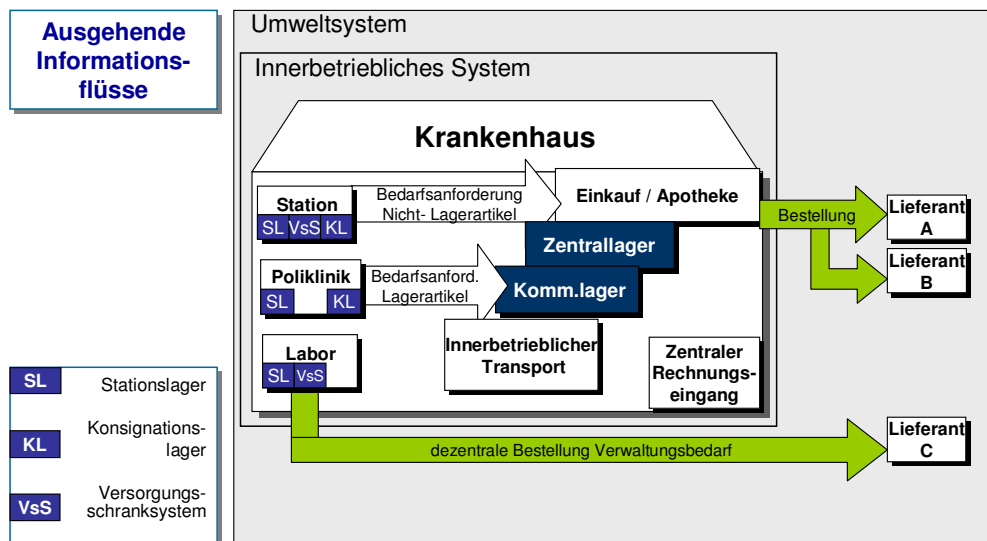 Ausgehende
Informations-
flüsse
Umweltsystem
Innerbetriebliches System
Krankenhaus
Station
SL VsS KL
Bedarfsanforderung
Nicht- Lagerartikel
Einkauf / Apotheke
Bestellung
Lieferant
A
Zentrallager
Lieferant
B
Poliklinik
SL KL
Bedarfsanford.
Lagerartikel
Komm.lager
Labor
SL VsS
Innerbetrieblicher
Transport
Zentraler
Rechnungs-
eingang
SL Stationslager
KL Konsignations-
lager
VsS Versorgungs-
schranksystem
dezentrale Bestellung Verwaltungsbedarf
Lieferant
C